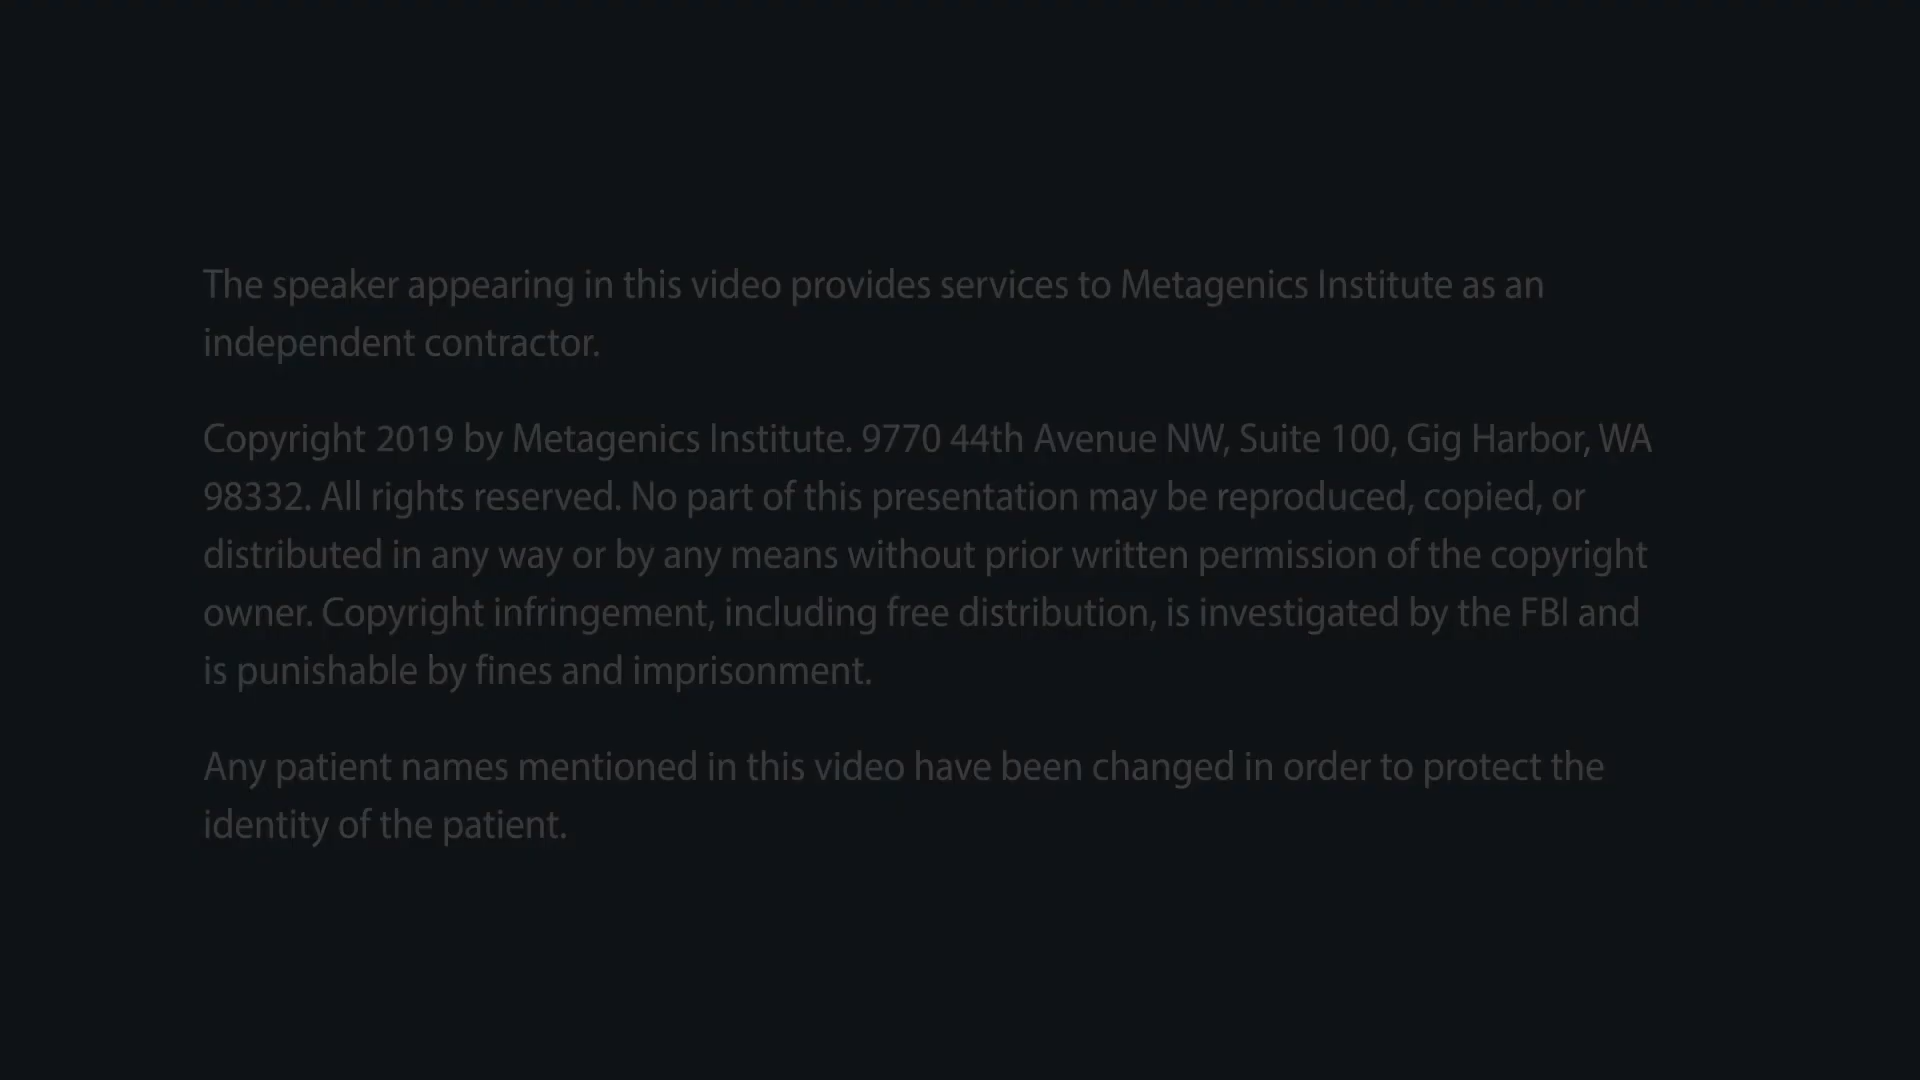 The speaker appearing in this video provides services to Metagenics Institute as an
independent contractor.
Copyright 2019 by Metagenics Institute. 9770 44th Avenue NW, Suite 100, Gig Harbor, WA
98332. All rights reserved. No part of this presentation may be reproduced, copied, or
distributed in any way or by any means without prior written permission of the copyright
owner. Copyright infringement, including free distribution, is investigated by the FBI and
is punishable by fines and imprisonment.
Any patient names mentioned in this video have been changed in order to protect the
identity of the patient.